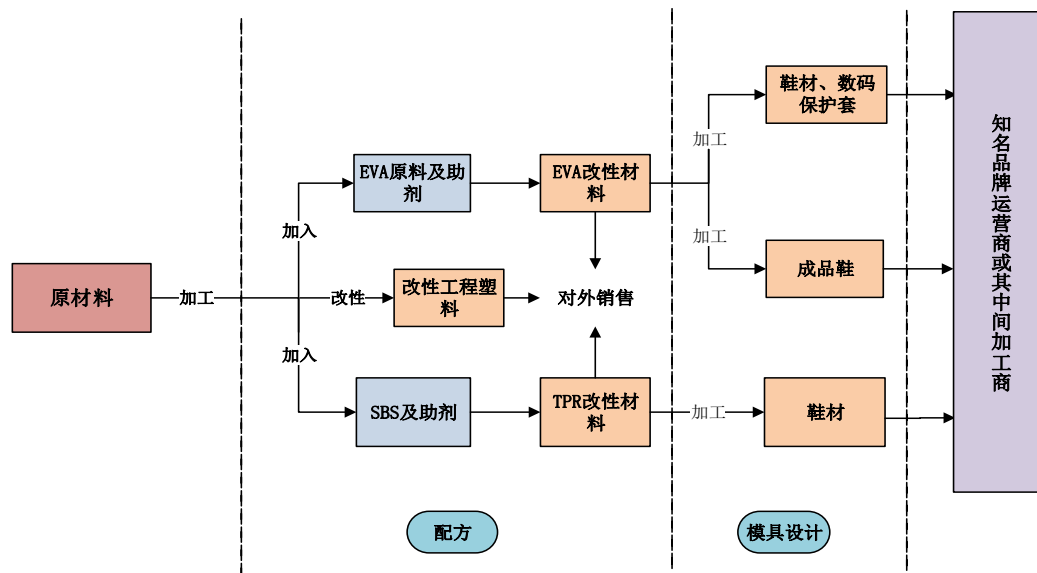 鞋材、数码
保护套
加工
EVA原料及助
剂
EVA改性材
料
加入
加工
原材料
加工
改性
改性工程塑
料
对外销售
成品鞋
加入
SBS及助剂
TPR改性材
料
加工
鞋材
知名品牌运营商或其中间加工商
配方
模具设计